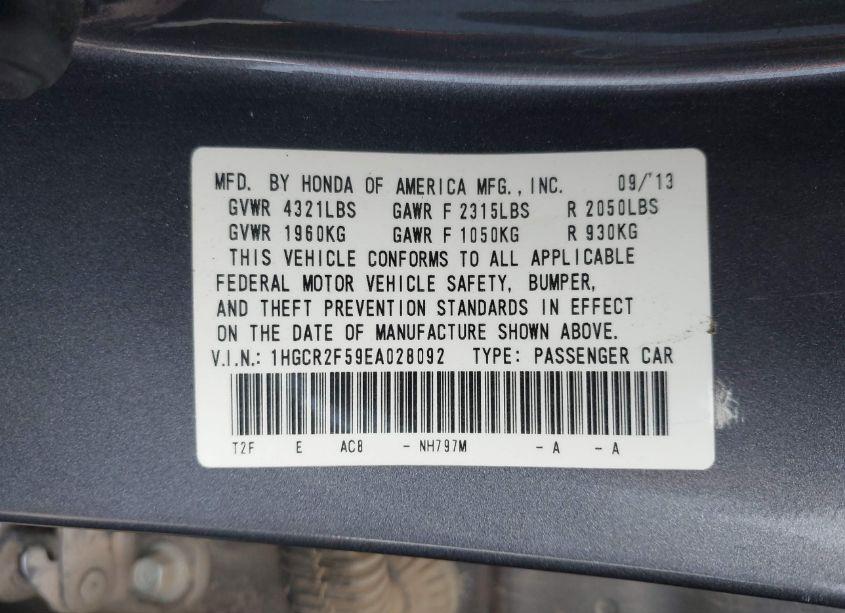 MFD. BY HONDA OF AMERICA MFG., INC. 09/'13
GVWR 4321LBS GAWR F 2315LBS R 2050LBS
GVWR 1960KG GAWR F 1050KG R 930KG
THIS VEHICLE CONFORMS TO ALL APPLICABLE
FEDERAL MOTOR VEHICLE SAFETY, BUMPER,
AND THEFT PREVENTION STANDARDS IN EFFECT
ON THE DATE OF MANUFACTURE SHOWN ABOVE.
V.I.N.: 1HGCR2F59EA028092 TYPE: PASSENGER CAR
T2F E AC8 - NH797M - A - A